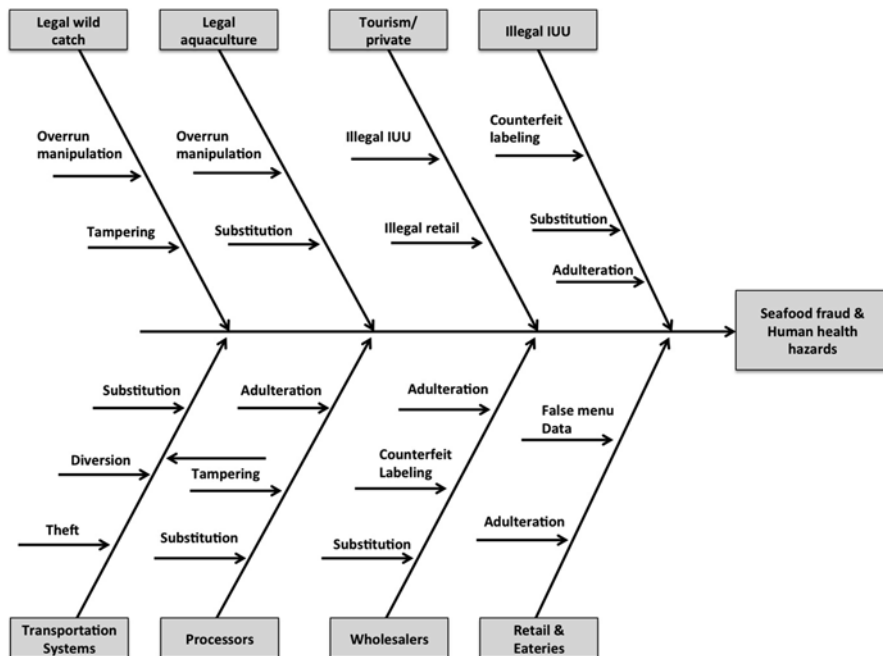 Legal wild
catch
Legal
aquaculture
Tourism/
private
Illegal IUU
Overrun
manipulation
Tampering
Overrun
manipulation
Substitution
Illegal IUU
Illegal retail
Counterfeit
labeling
Substitution
Adulteration
Seafood fraud &
Human health
hazards
Substitution
Diversion
Theft
Adulteration
Tampering
Substitution
Adulteration
Counterfeit
Labeling
Substitution
False menu
Data
Adulteration
Transportation
Systems
Processors
Wholesalers
Retail &
Eateries